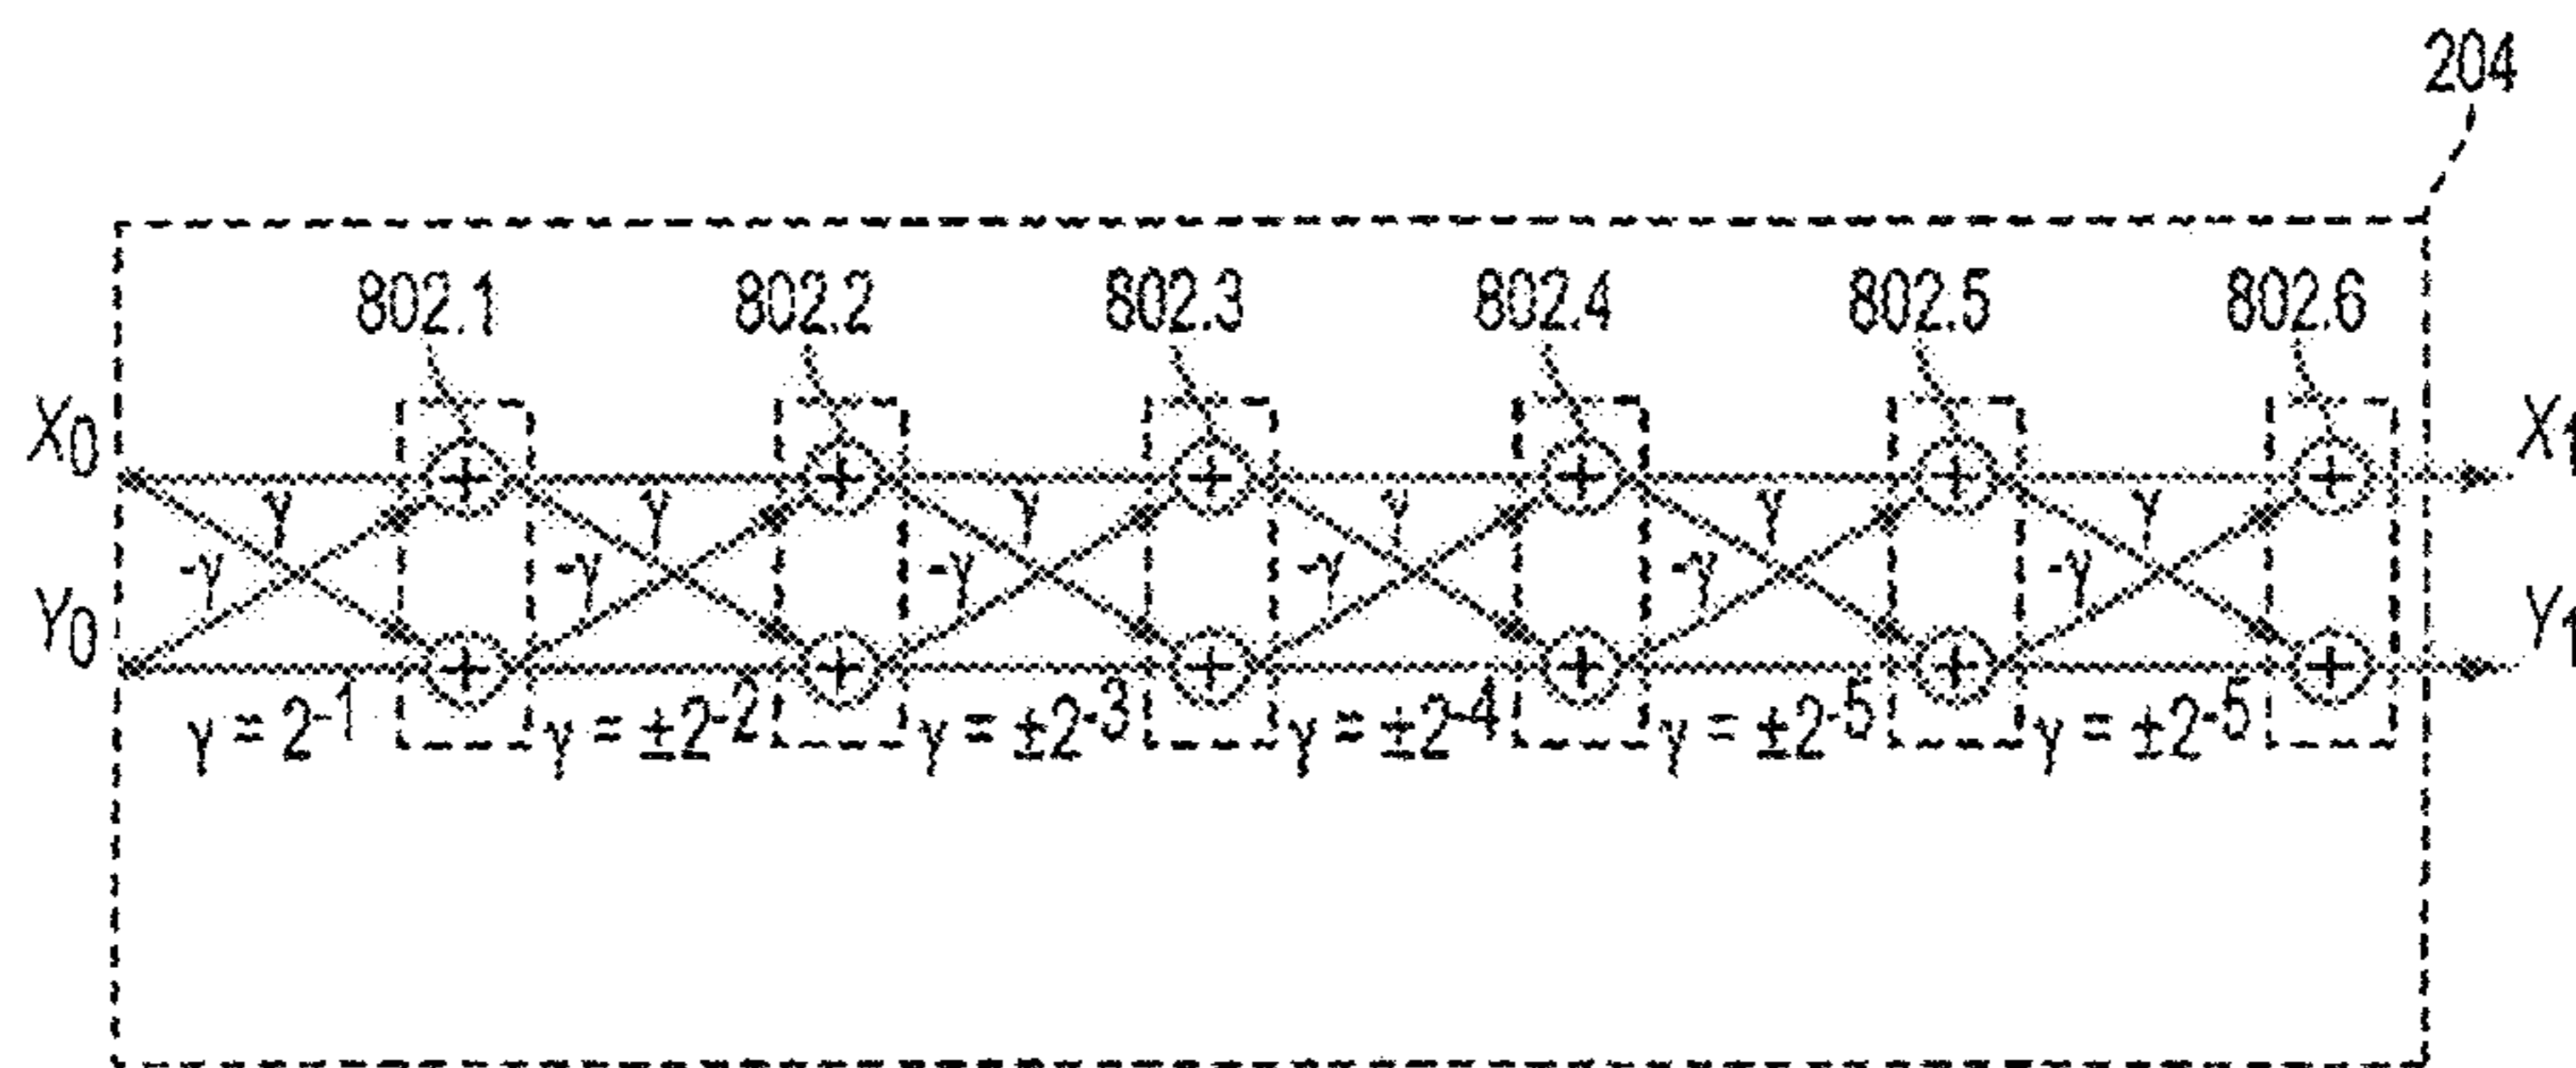 204
802.1 802.2 802.3 802.4 802.5 802.6
X0 X1
γ γ γ γ γ γ
-γ -γ -γ -γ -γ -γ
Y0 Y1
γ = 2-1 γ = ±2-2 γ = ±2-3 γ = ±2-4 γ = ±2-5 γ = ±2-5